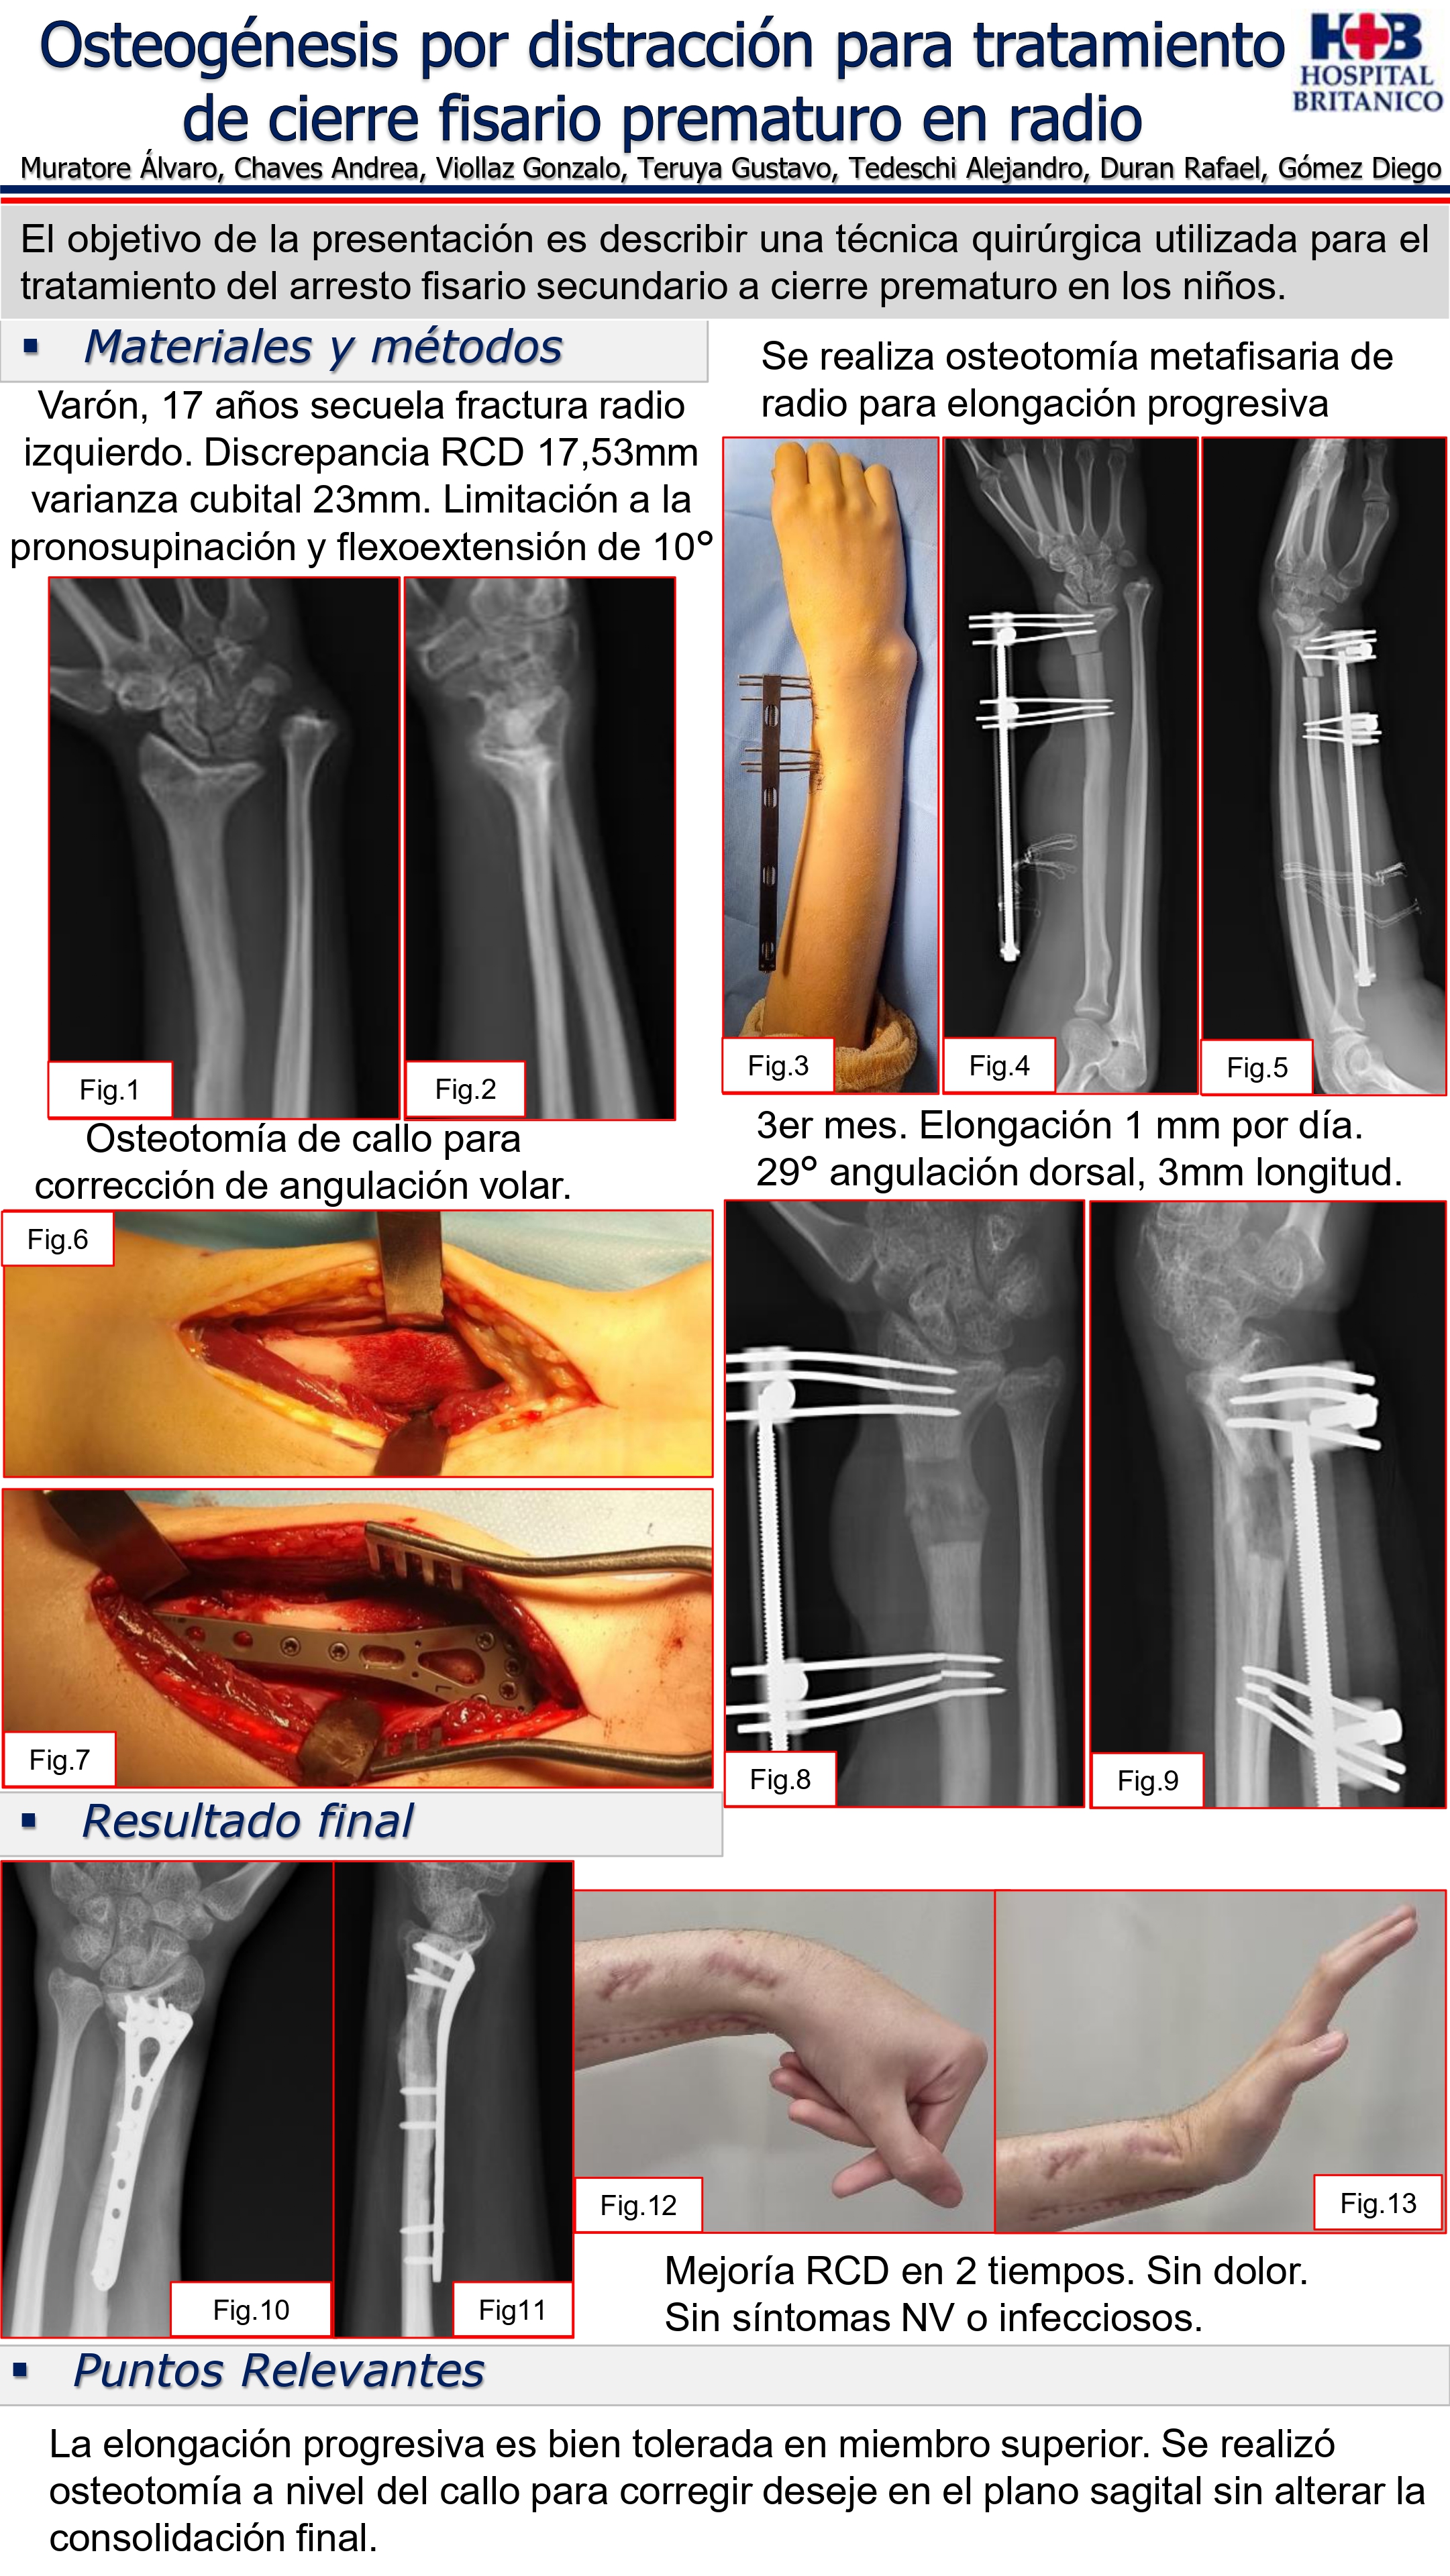 Osteogénesis por distracción para tratamiento
de cierre fisario prematuro en radio
H B
HOSPITAL
BRITANICO
Muratore Álvaro, Chaves Andrea, Viollaz Gonzalo, Teruya Gustavo, Tedeschi Alejandro, Duran Rafael, Gómez Diego
El objetivo de la presentación es describir una técnica quirúrgica utilizada para el
tratamiento del arresto fisario secundario a cierre prematuro en los niños.
▪ Materiales y métodos
Varón, 17 años secuela fractura radio
izquierdo. Discrepancia RCD 17,53mm
varianza cubital 23mm. Limitación a la
pronosupinación y flexoextensión de 10º
Fig.1
Fig.2
Se realiza osteotomía metafisaria de
radio para elongación progresiva
Fig.3
Fig.4
Fig.5
Osteotomía de callo para
corrección de angulación volar.
Fig.6
Fig.7
3er mes. Elongación 1 mm por día.
29º angulación dorsal, 3mm longitud.
Fig.8
Fig.9
▪ Resultado final
Fig.10
Fig11
Fig.12
Fig.13
Mejoría RCD en 2 tiempos. Sin dolor.
Sin síntomas NV o infecciosos.
▪ Puntos Relevantes
La elongación progresiva es bien tolerada en miembro superior. Se realizó
osteotomía a nivel del callo para corregir deseje en el plano sagital sin alterar la
consolidación final.